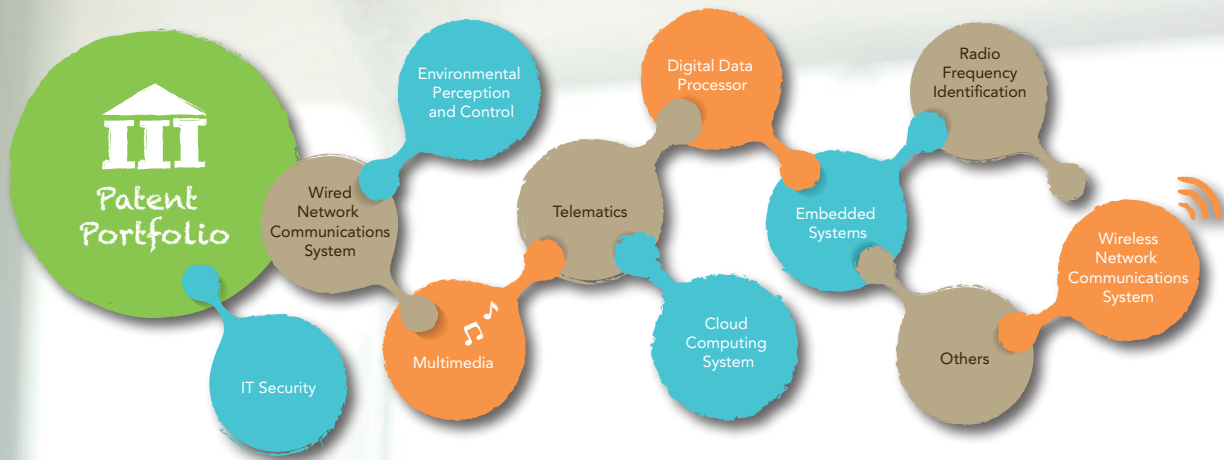 III
Patent
Portfolio
Wired
Network
Communications
System
IT Security
Environmental
Perception
and Control
Multimedia
Telematics
Digital Data
Processor
Cloud
Computing
System
Embedded
Systems
Radio
Frequency
Identification
Others
Wireless
Network
Communications
System